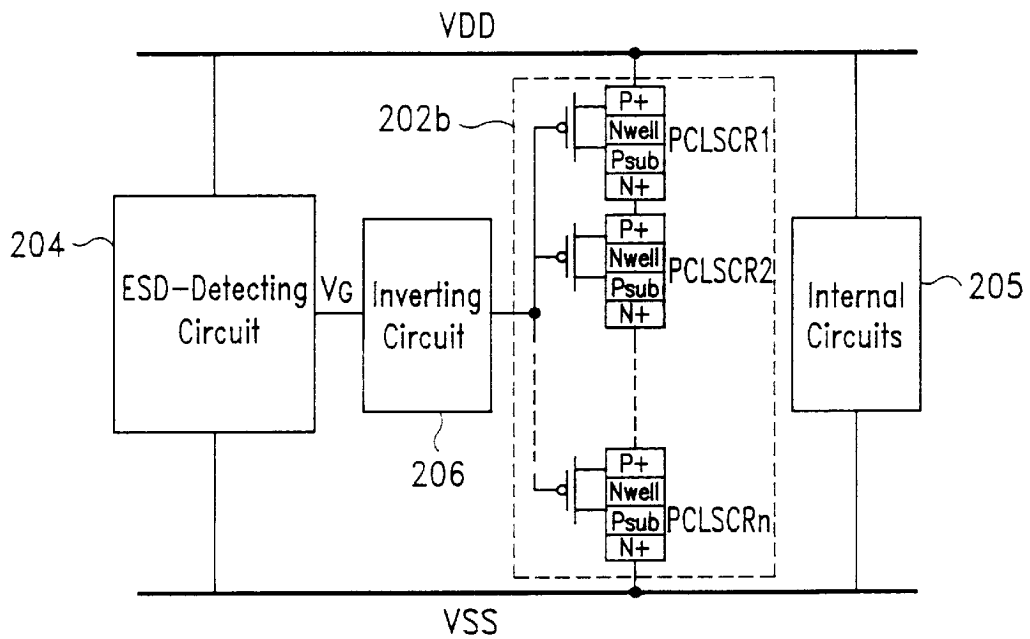 VDD
202b
P+
Nwell
Psub
N+
PCLSCR1
204
ESD-Detecting
Circuit
VG
Inverting
Circuit
206
P+
Nwell
Psub
N+
PCLSCR2
Internal
Circuits
205
P+
Nwell
Psub
N+
PCLSCRn
VSS